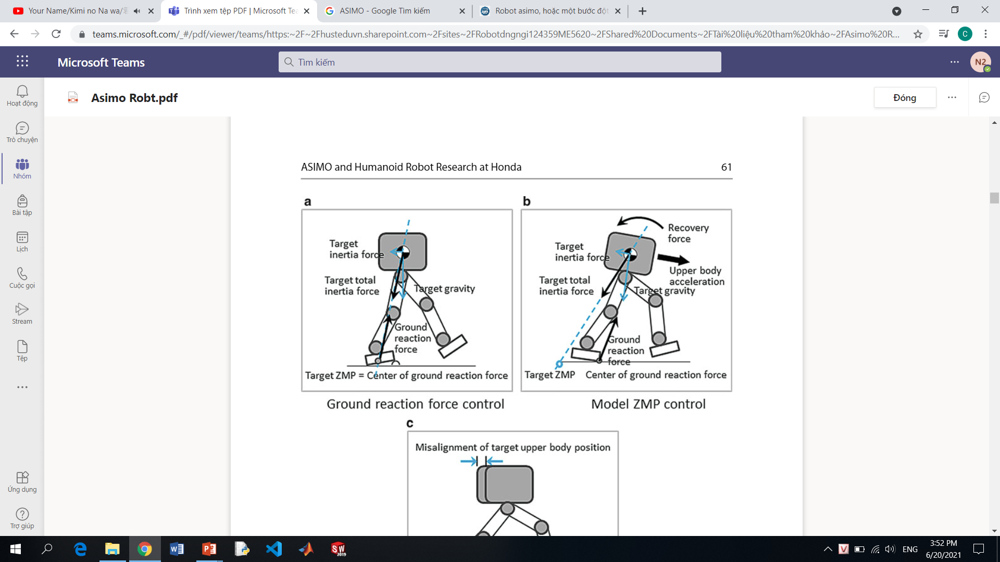 Your Name/Kimi no Na wa/君
Trình xem tệp PDF | Microsoft Tea
ASIMO - Google Tìm kiếm
Robot asimo, hoặc một bước đột
teams.microsoft.com/_#/pdf/viewer/teams/https:~2F~2Fhusteduvn.sharepoint.com~2Fsites~2FRobotdngngi124359ME5620~2FShared%20Documents~2FTài%20liệu%20tham%20khảo~2FAsimo%20R...
C
Microsoft Teams
Tìm kiếm
N2
Hoạt động
Trò chuyện
Nhóm
Bài tập
Lịch
Cuộc gọi
Stream
Tệp
Ứng dụng
Trợ giúp
Asimo Robt.pdf
Đóng
ASIMO and Humanoid Robot Research at Honda 61
a
Target
inertia force
Target total
inertia force
Target gravity
Ground
reaction
force
Target ZMP = Center of ground reaction force
Ground reaction force control
b
Recovery
force
Target
inertia force
Upper body
acceleration
Target total
inertia force
Target gravity
Ground
reaction
force
Target ZMP Center of ground reaction force
Model ZMP control
c
Misalignment of target upper body position
SW
2019
ENG
3:52 PM
6/20/2021